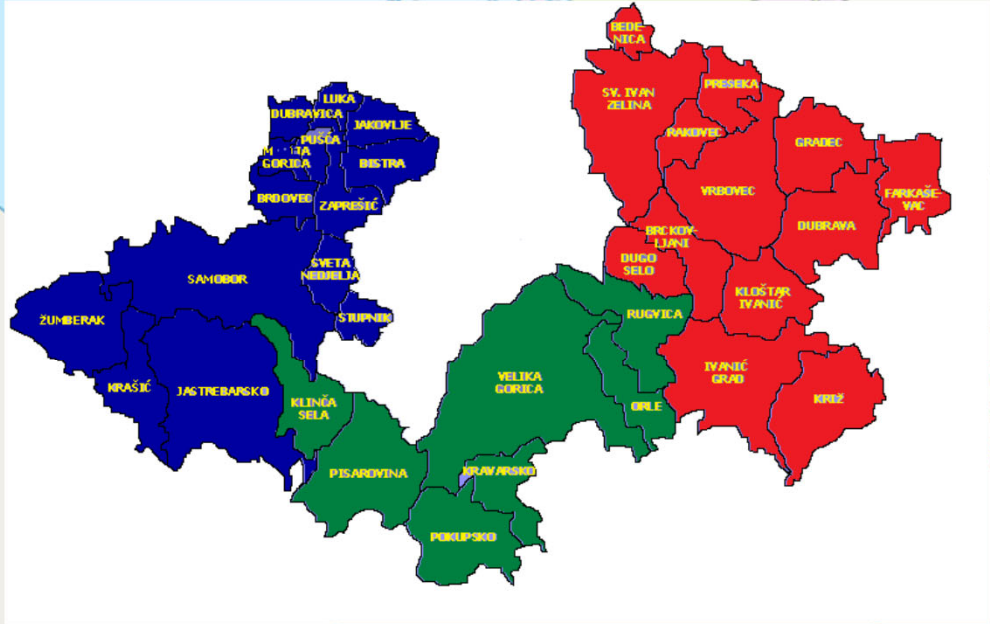 BEDE-
NICA
SV. IVAN
ZELINA
PRESEKA
LUKA
DUBRAVICA
JAKOVLJE
RAKOVEC
PUŠĆA
GORICA
BISTRA
GRADEC
BRDOVEC
ZAPREŠIĆ
VRBOVEC
FARKAŠE-
VAC
DUBRAVA
BRCKOV-
LJANI
DUGO
SELO
SVETA
NEDJELJA
SAMOBOR
KLOŠTAR
IVANIĆ
ŽUMBERAK
STUPNIK
RUGVICA
IVANIĆ
GRAD
VELIKA
GORICA
KRAŠIĆ
JASTREBARSKO
KLINČA
SELA
ORLE
KRIŽ
PISAROVINA
KRAVARSKO
POKUPSKO